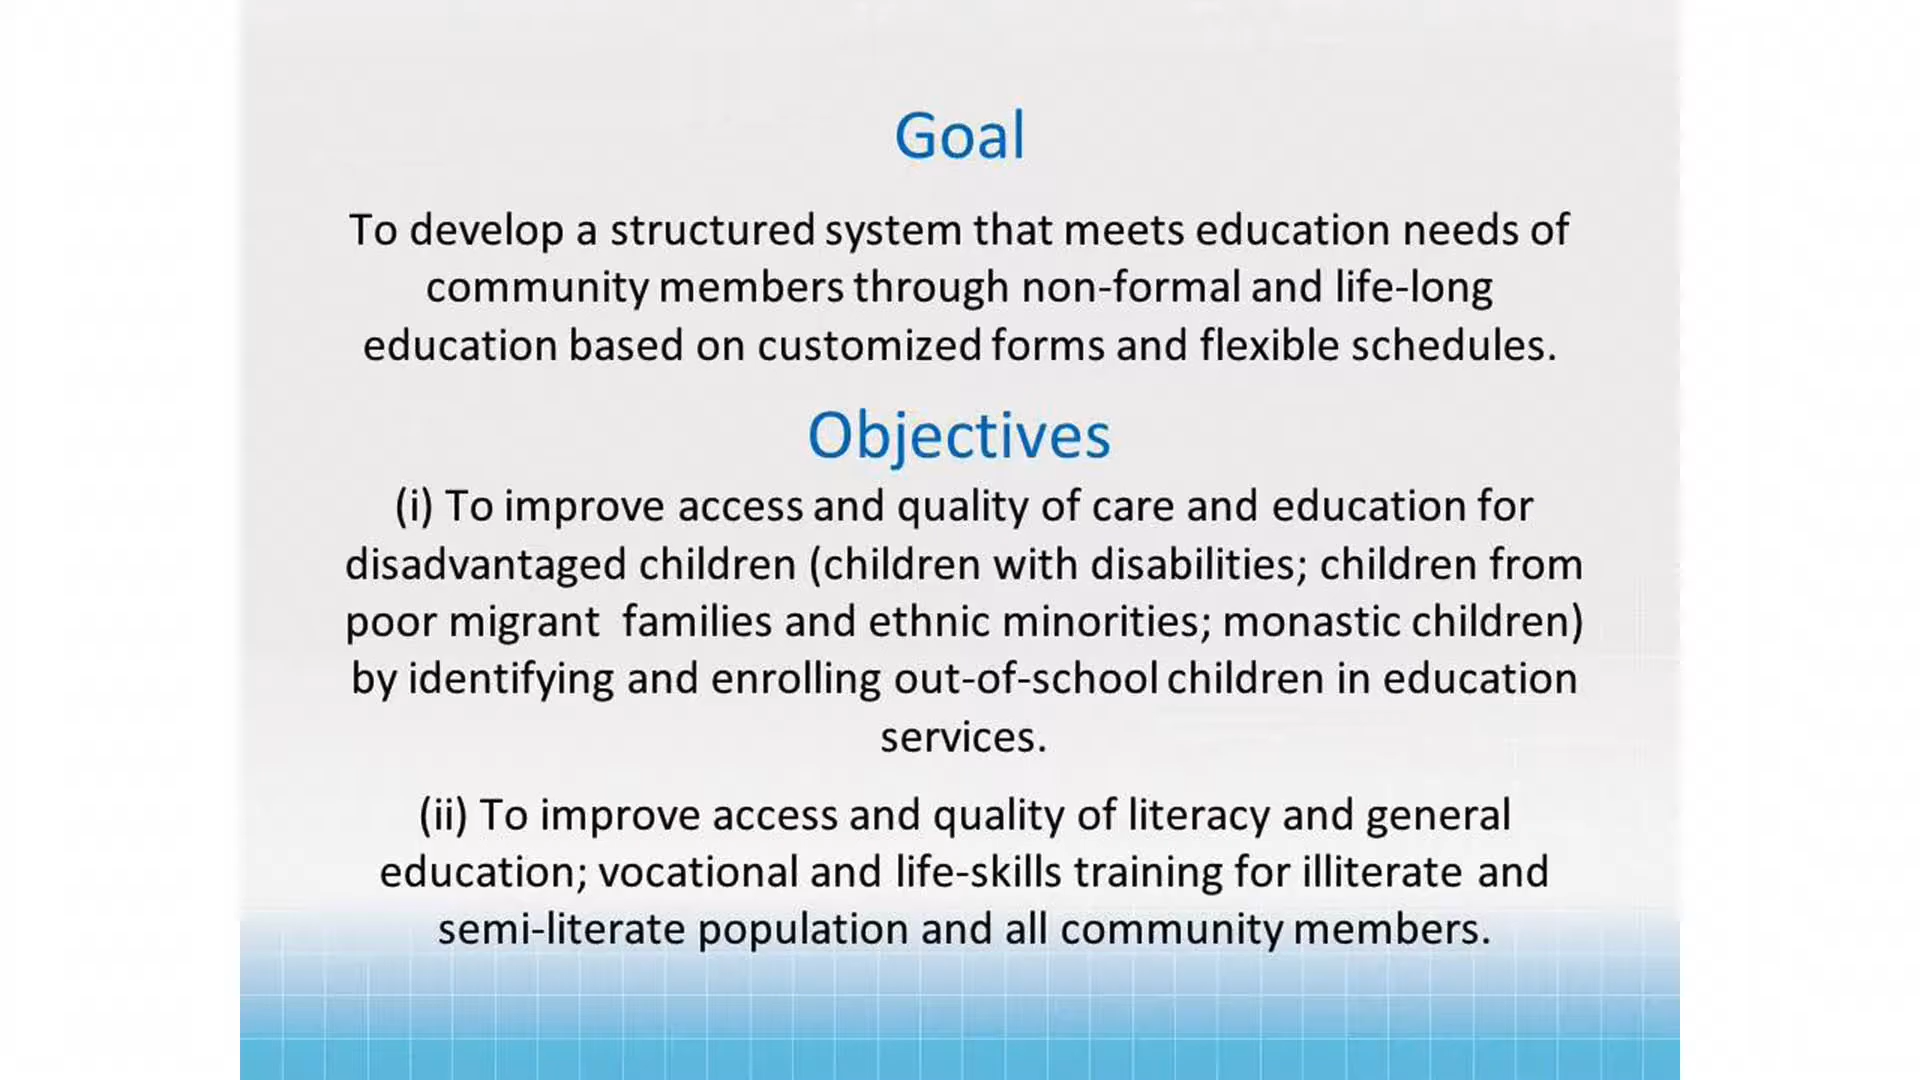 Goal
To develop a structured system that meets education needs of
community members through non-formal and life-long
education based on customized forms and flexible schedules.
Objectives
(i) To improve access and quality of care and education for
disadvantaged children (children with disabilities; children from
poor migrant  families and ethnic minorities; monastic children)
by identifying and enrolling out-of-school children in education
services.
(ii) To improve access and quality of literacy and general
education; vocational and life-skills training for illiterate and
semi-literate population and all community members.